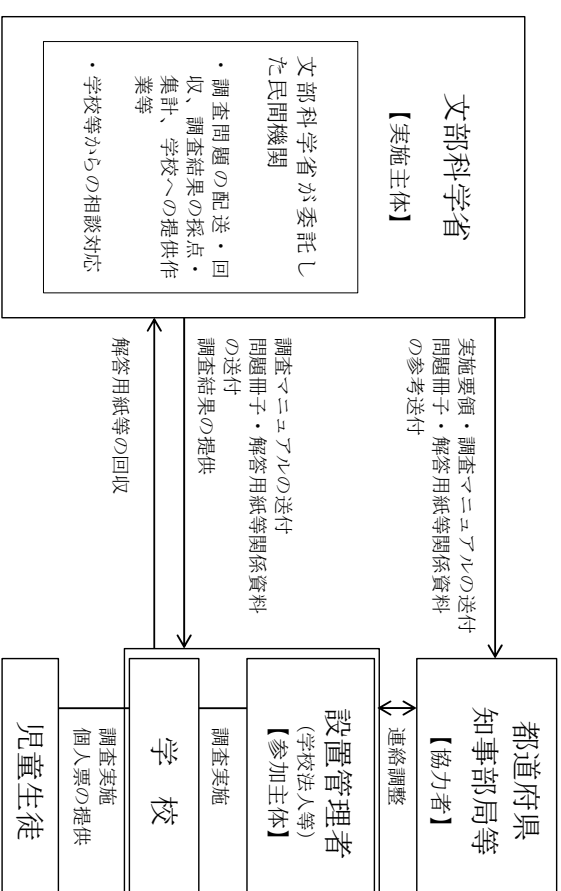 文部科学省
【実施主体】
文部科学省が委託し
た民間機関
・調査問題の配送・回
収、調査結果の採点・
集計、学校への提供作
業等
・学校等からの相談対応
実施要領・調査マニュアルの送付
問題冊子・解答用紙等関係資料
の参考送付
調査マニュアルの送付
問題冊子・解答用紙等関係資料
の送付
調査結果の提供
解答用紙等の回収
都道府県
知事部局等
【協力者】
連絡調整
設置管理者
(学校法人等)
【参加主体】
調査実施
学 校
調査実施
個人票の提供
児童生徒